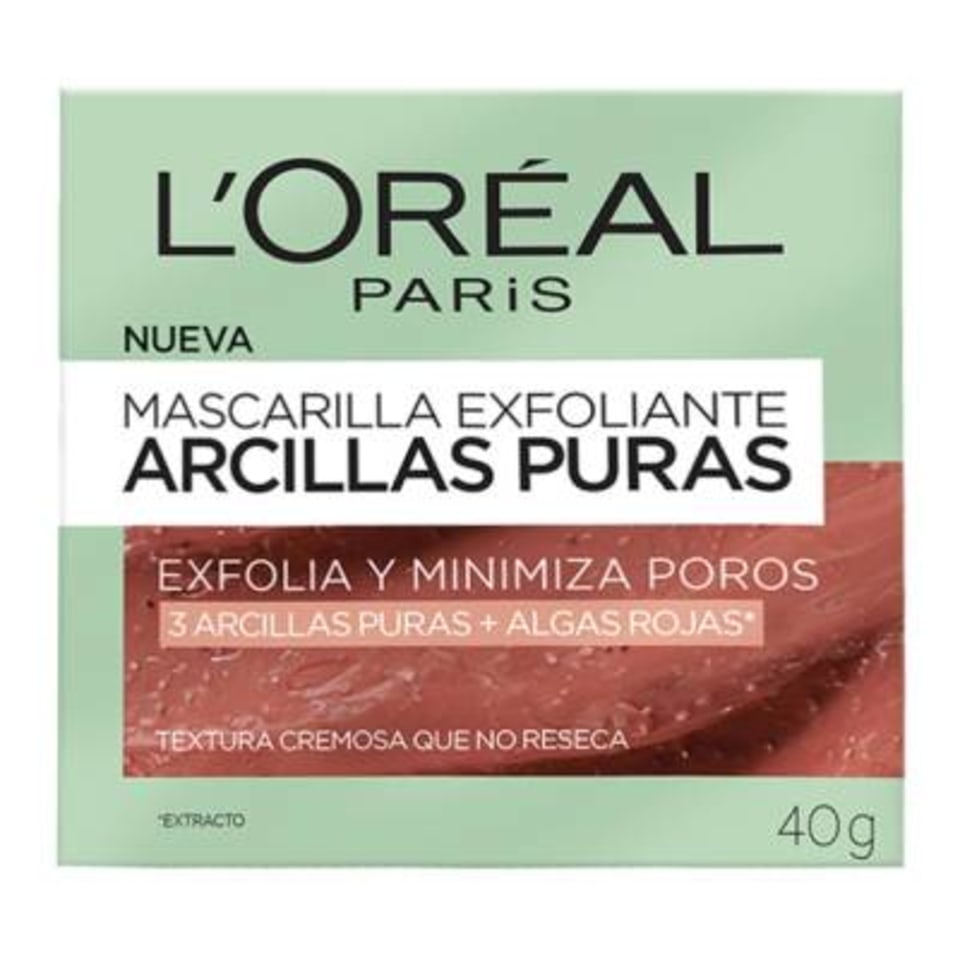 L'ORÉAL
PARiS
NUEVA
MASCARILLA EXFOLIANTE
ARCILLAS PURAS
EXFOLIA Y MINIMIZA POROS
3 ARCILLAS PURAS + ALGAS ROJAS*
TEXTURA CREMOSA QUE NO RESECA
*EXTRACTO
40g